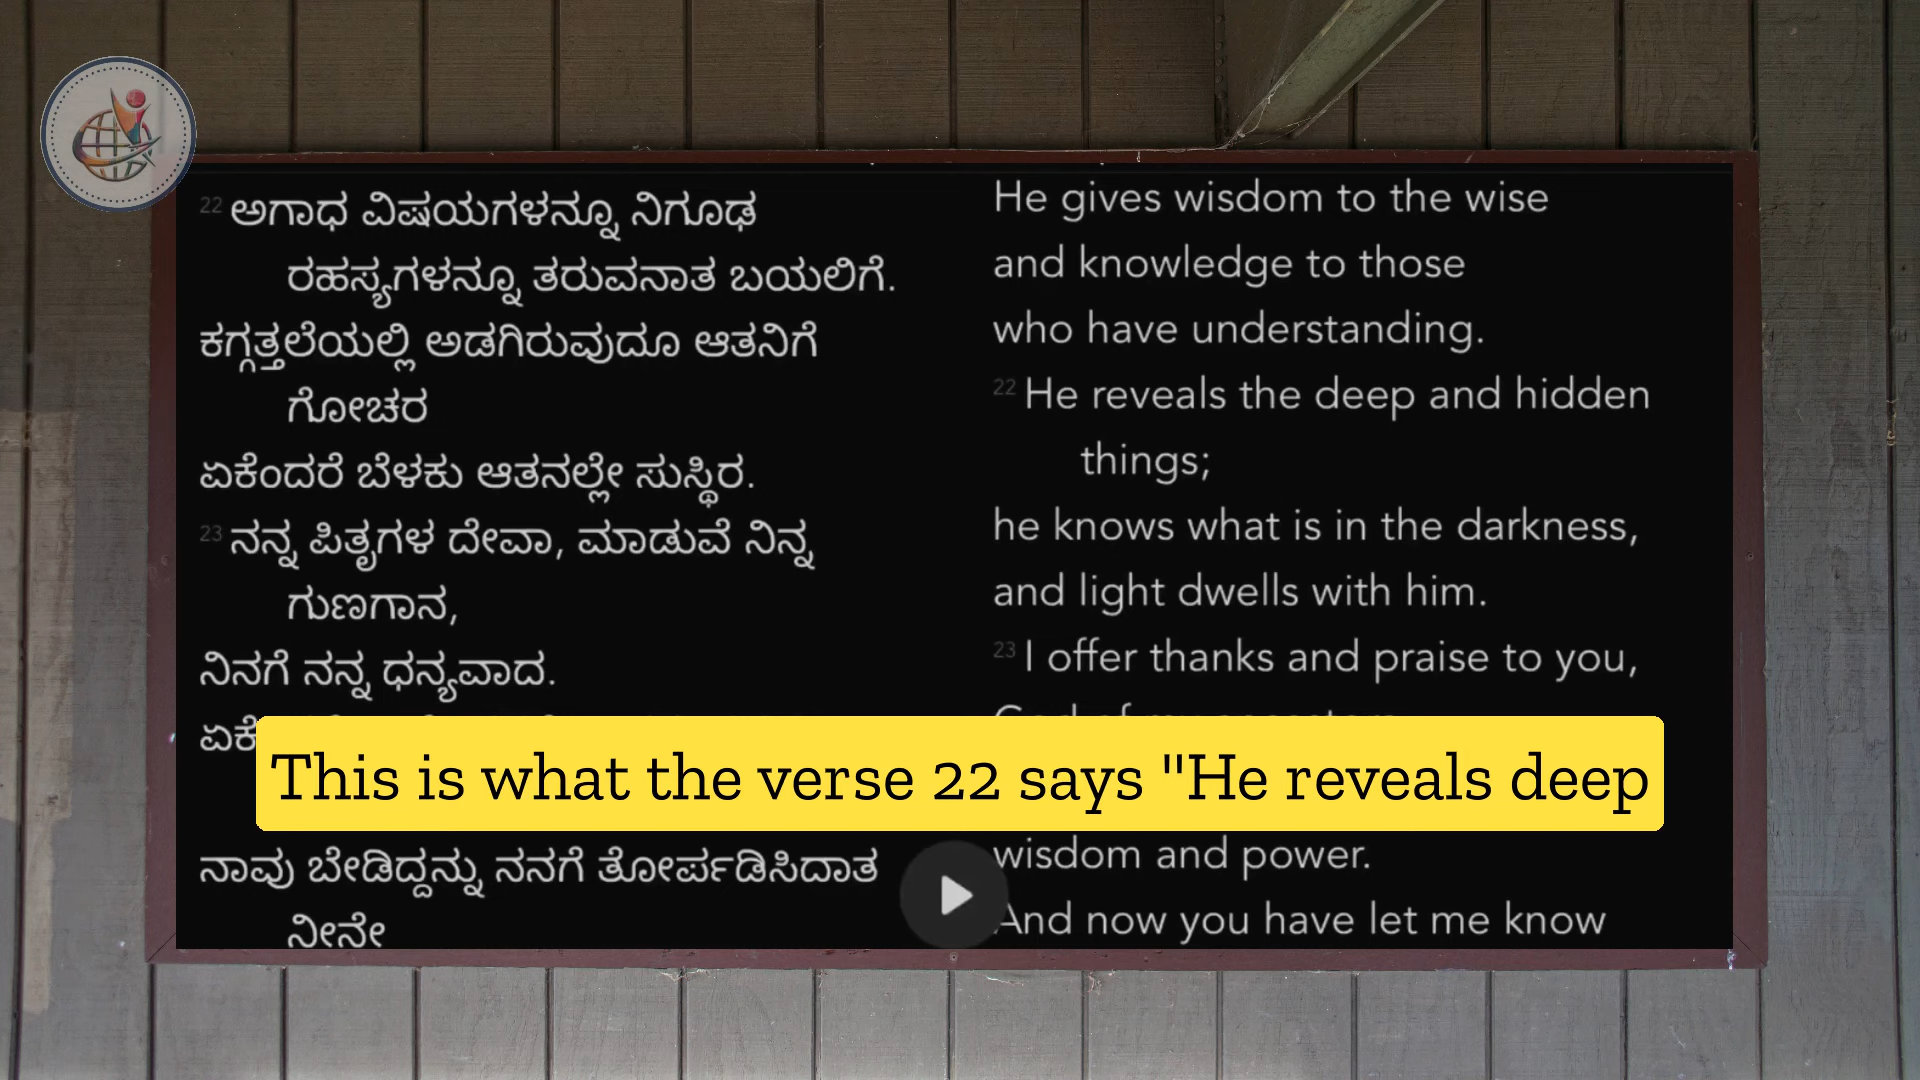 22 ಅಗಾಧ ವಿಷಯಗಳನ್ನೂ ನಿಗೂಢ
ರಹಸ್ಯಗಳನ್ನೂ ತರುವನಾತ ಬಯಲಿಗೆ.
ಕಗ್ಗತ್ತಲೆಯಲ್ಲಿ ಅಡಗಿರುವುದೂ ಆತನಿಗೆ
ಗೋಚರ
ಏಕೆಂದರೆ ಬೆಳಕು ಆತನಲ್ಲೇ ಸುಸ್ಥಿರ.
23 ನನ್ನ ಪಿತೃಗಳ ದೇವಾ, ಮಾಡುವೆ ನಿನ್ನ
ಗುಣಗಾನ,
ನಿನಗೆ ನನ್ನ ಧನ್ಯವಾದ.
ನಾವು ಬೇಡಿದ್ದನ್ನು ನನಗೆ ತೋರ್ಪಡಿಸಿದಾತ
ನೀನೇ
He gives wisdom to the wise
and knowledge to those
who have understanding.
22 He reveals the deep and hidden
things;
he knows what is in the darkness,
and light dwells with him.
23 I offer thanks and praise to you,
This is what the verse 22 says "He reveals deep
wisdom and power.
And now you have let me know